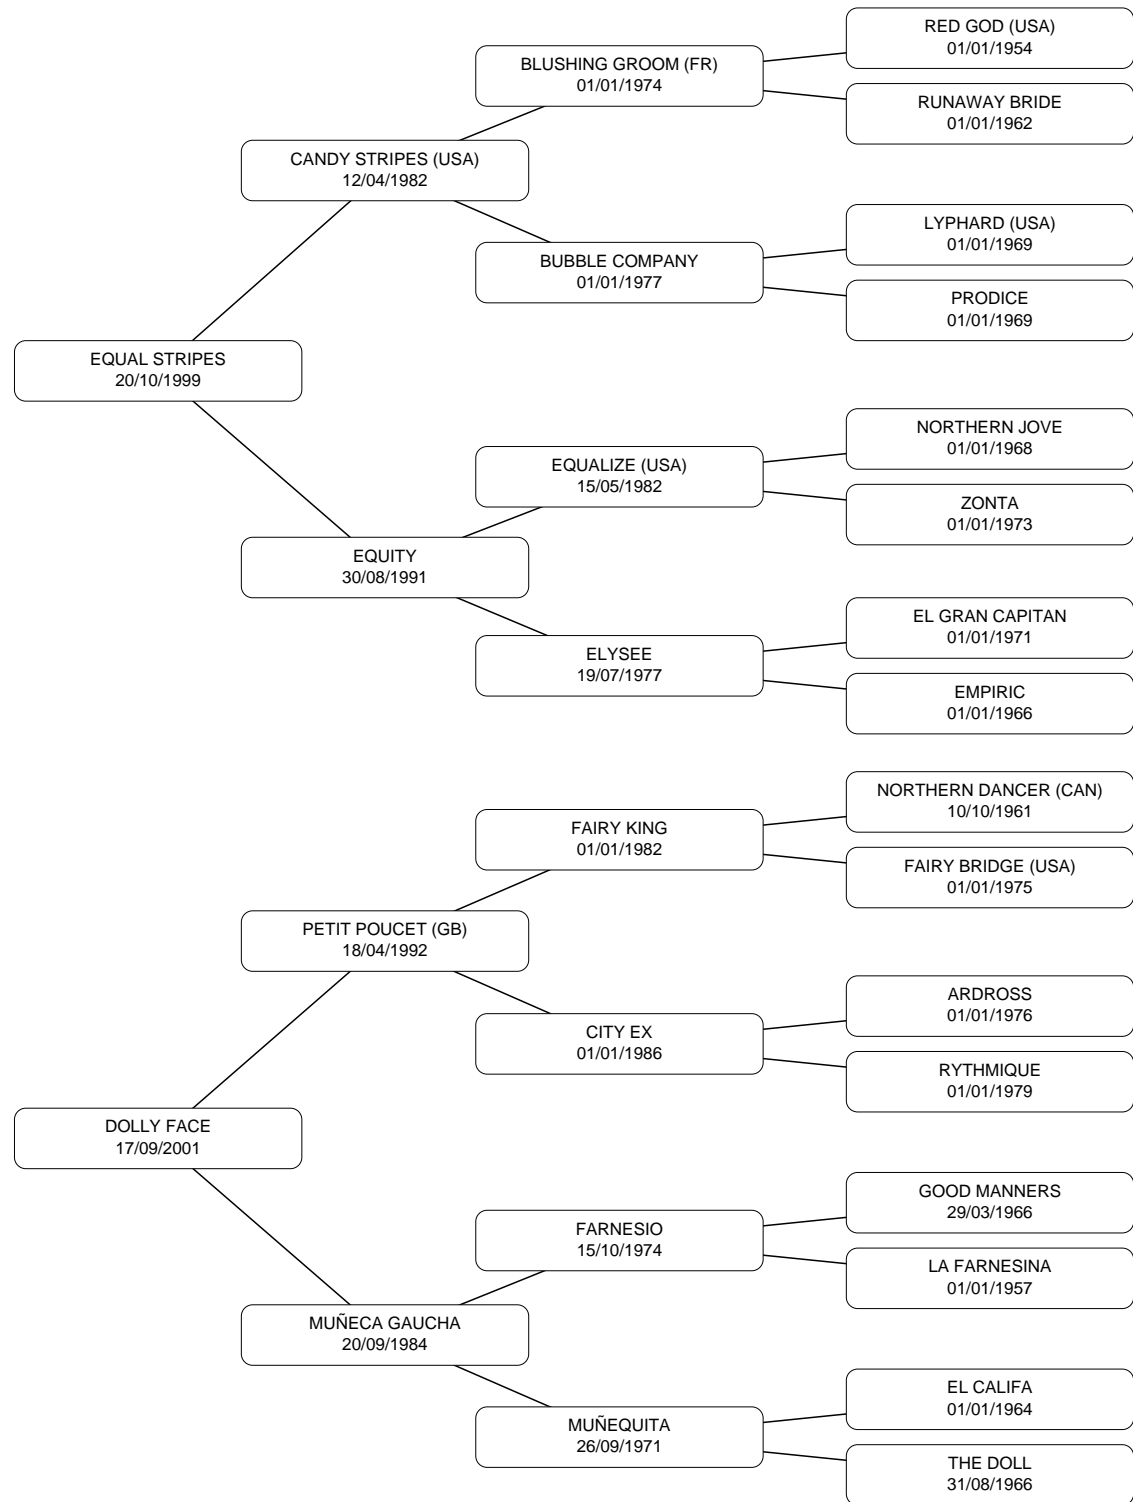 RED GOD (USA)
01/01/1954
BLUSHING GROOM (FR)
01/01/1974
RUNAWAY BRIDE
01/01/1962
CANDY STRIPES (USA)
12/04/1982
LYPHARD (USA)
01/01/1969
BUBBLE COMPANY
01/01/1977
PRODICE
01/01/1969
EQUAL STRIPES
20/10/1999
NORTHERN JOVE
01/01/1968
EQUALIZE (USA)
15/05/1982
ZONTA
01/01/1973
EQUITY
30/08/1991
EL GRAN CAPITAN
01/01/1971
ELYSEE
19/07/1977
EMPIRIC
01/01/1966
NORTHERN DANCER (CAN)
10/10/1961
FAIRY KING
01/01/1982
FAIRY BRIDGE (USA)
01/01/1975
PETIT POUCET (GB)
18/04/1992
ARDROSS
01/01/1976
CITY EX
01/01/1986
RYTHMIQUE
01/01/1979
DOLLY FACE
17/09/2001
GOOD MANNERS
29/03/1966
FARNESIO
15/10/1974
LA FARNESINA
01/01/1957
MUÑECA GAUCHA
20/09/1984
EL CALIFA
01/01/1964
MUÑEQUITA
26/09/1971
THE DOLL
31/08/1966